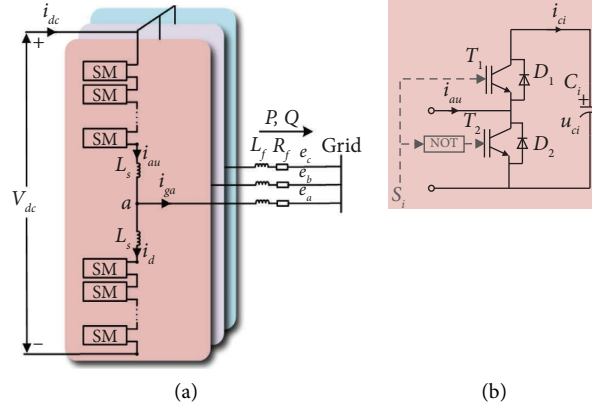 i_dc
+
SM
SM
SM
L_s
i_au
V_dc
a
i_ga
L_s
i_d
SM
SM
SM
−
P, Q
L_f R_f
Grid
e_c
e_b
e_a
(a)
i_ci
T_1
D_1
C_i
+
i_au
u_ci
T_2
NOT
D_2
S_i
(b)